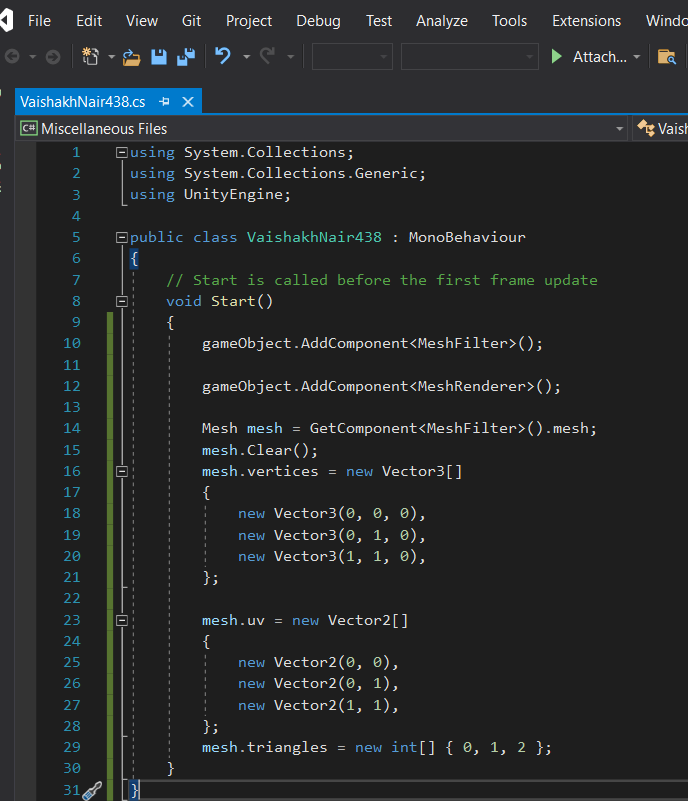 File Edit View Git Project Debug Test Analyze Tools Extensions
Attach...
VaishakhNair438.cs
C# Miscellaneous Files
1 using System.Collections;
2 using System.Collections.Generic;
3 using UnityEngine;
4
5 public class VaishakhNair438 : MonoBehaviour
6 {
7 // Start is called before the first frame update
8 void Start()
9 {
10 gameObject.AddComponent<MeshFilter>();
11
12 gameObject.AddComponent<MeshRenderer>();
13
14 Mesh mesh = GetComponent<MeshFilter>().mesh;
15 mesh.Clear();
16 mesh.vertices = new Vector3[]
17 {
18 new Vector3(0, 0, 0),
19 new Vector3(0, 1, 0),
20 new Vector3(1, 1, 0),
21 };
22
23 mesh.uv = new Vector2[]
24 {
25 new Vector2(0, 0),
26 new Vector2(0, 1),
27 new Vector2(1, 1),
28 };
29 mesh.triangles = new int[] { 0, 1, 2 };
30 }
31 }